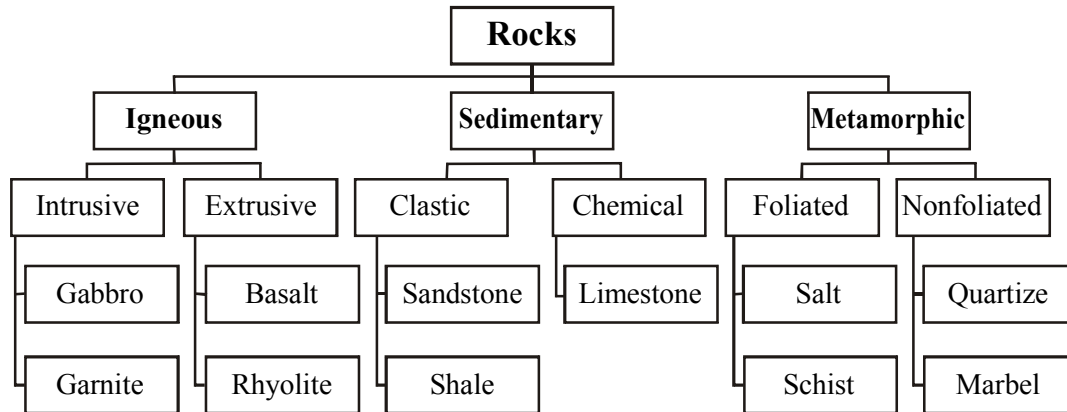 Rocks
Igneous Sedimentary Metamorphic
Intrusive Extrusive Clastic Chemical Foliated Nonfoliated
Gabbro Basalt Sandstone Limestone Salt Quartize
Garnite Rhyolite Shale Schist Marbel